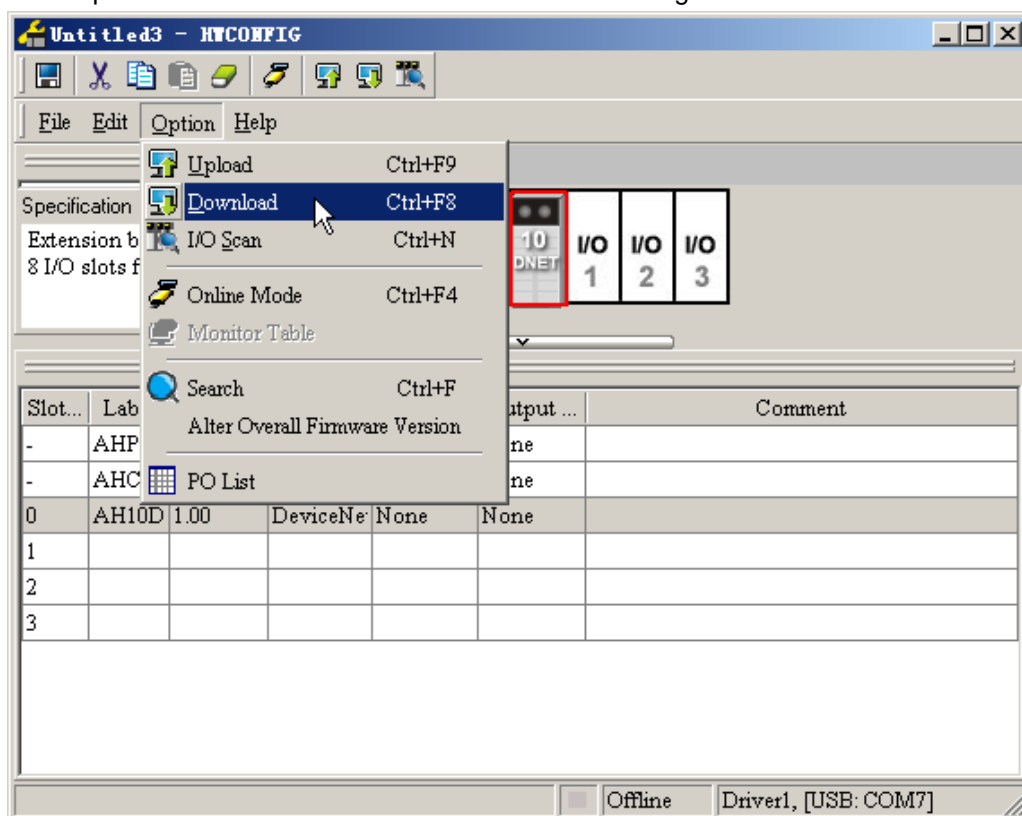 Untitled3 - HWCONFIG
File Edit Option Help
Upload Ctrl+F9
Download Ctrl+F8
I/O Scan Ctrl+N
Online Mode Ctrl+F4
Monitor Table
Search Ctrl+F
Alter Overall Firmware Version
PO List
Specification
Extension b
8 I/O slots f
10
DNET
I/O
1
I/O
2
I/O
3
Slot... Lab utput ... Comment
- AHP ne
- AHC ne
0 AH10D 1.00 DeviceNe None None
1
2
3
Offline Driver1, [USB: COM7]